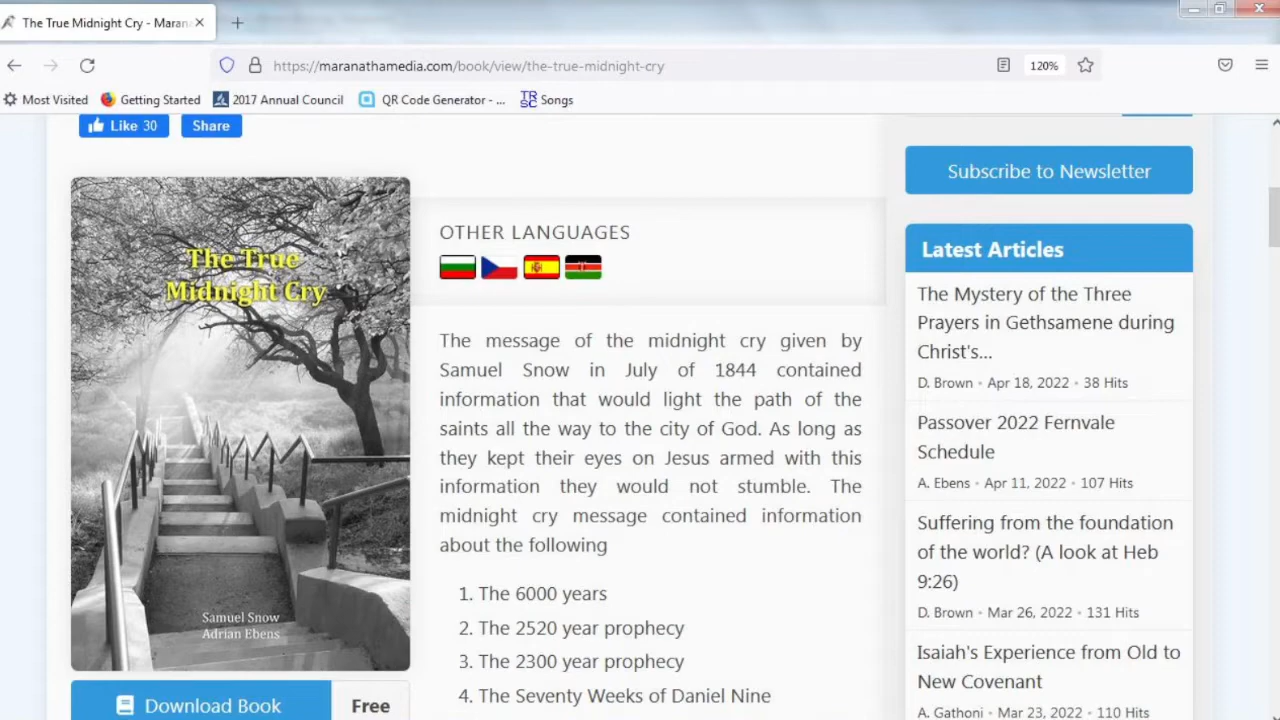 The True Midnight Cry - Maran
https://maranathamedia.com/book/view/the-true-midnight-cry
120%
Most Visited
Getting Started
2017 Annual Council
QR Code Generator - ...
TRSC
Songs
Like 30
Share
The True
Midnight Cry
Samuel Snow
Adrian Ebens
Download Book
Free
OTHER LANGUAGES
The message of the midnight cry given by
Samuel Snow in July of 1844 contained
information that would light the path of the
saints all the way to the city of God. As long as
they kept their eyes on Jesus armed with this
information they would not stumble. The
midnight cry message contained information
about the following
1. The 6000 years
2. The 2520 year prophecy
3. The 2300 year prophecy
4. The Seventy Weeks of Daniel Nine
Subscribe to Newsletter
Latest Articles
The Mystery of the Three
Prayers in Gethsamene during
Christ's...
D. Brown • Apr 18, 2022 • 38 Hits
Passover 2022 Fernvale
Schedule
A. Ebens • Apr 11, 2022 • 107 Hits
Suffering from the foundation
of the world? (A look at Heb
9:26)
D. Brown • Mar 26, 2022 • 131 Hits
Isaiah's Experience from Old to
New Covenant
A. Gathoni • Mar 23, 2022 • 110 Hits